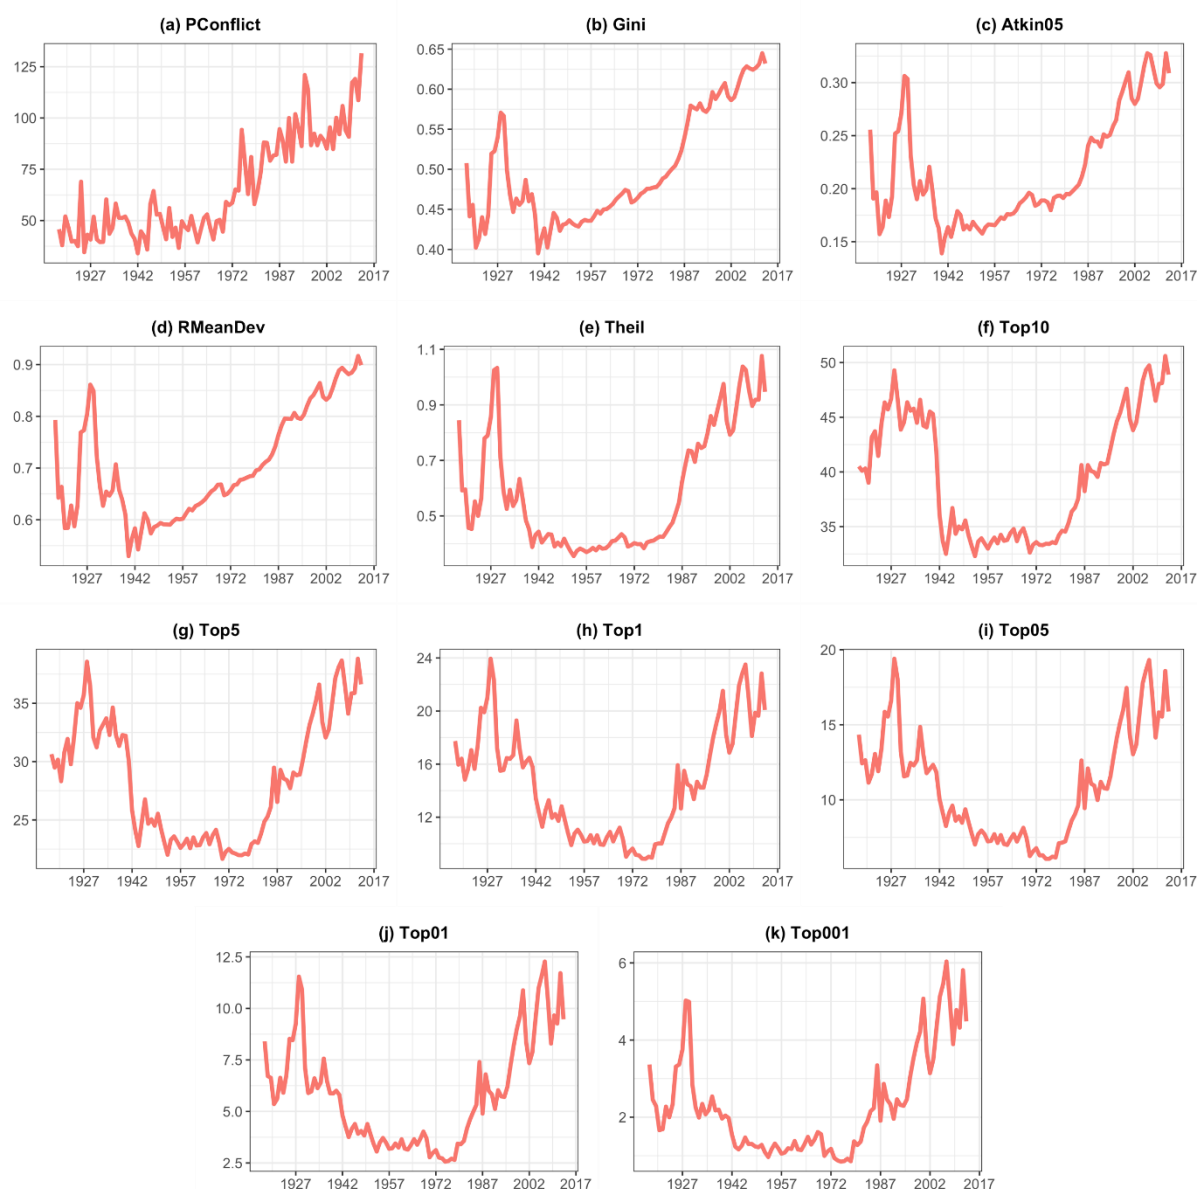 (a) PConflict
125
100
75
50
1927 1942 1957 1972 1987 2002 2017
(b) Gini
0.65
0.60
0.55
0.50
0.45
0.40
1927 1942 1957 1972 1987 2002 2017
(c) Atkin05
0.30
0.25
0.20
0.15
1927 1942 1957 1972 1987 2002 2017
(d) RMeanDev
0.9
0.8
0.7
0.6
1927 1942 1957 1972 1987 2002 2017
(e) Theil
1.1
0.9
0.7
0.5
1927 1942 1957 1972 1987 2002 2017
(f) Top10
50
45
40
35
1927 1942 1957 1972 1987 2002 2017
(g) Top5
35
30
25
1927 1942 1957 1972 1987 2002 2017
(h) Top1
24
20
16
12
1927 1942 1957 1972 1987 2002 2017
(i) Top05
20
15
10
1927 1942 1957 1972 1987 2002 2017
(j) Top01
12.5
10.0
7.5
5.0
2.5
1927 1942 1957 1972 1987 2002 2017
(k) Top001
6
4
2
1927 1942 1957 1972 1987 2002 2017